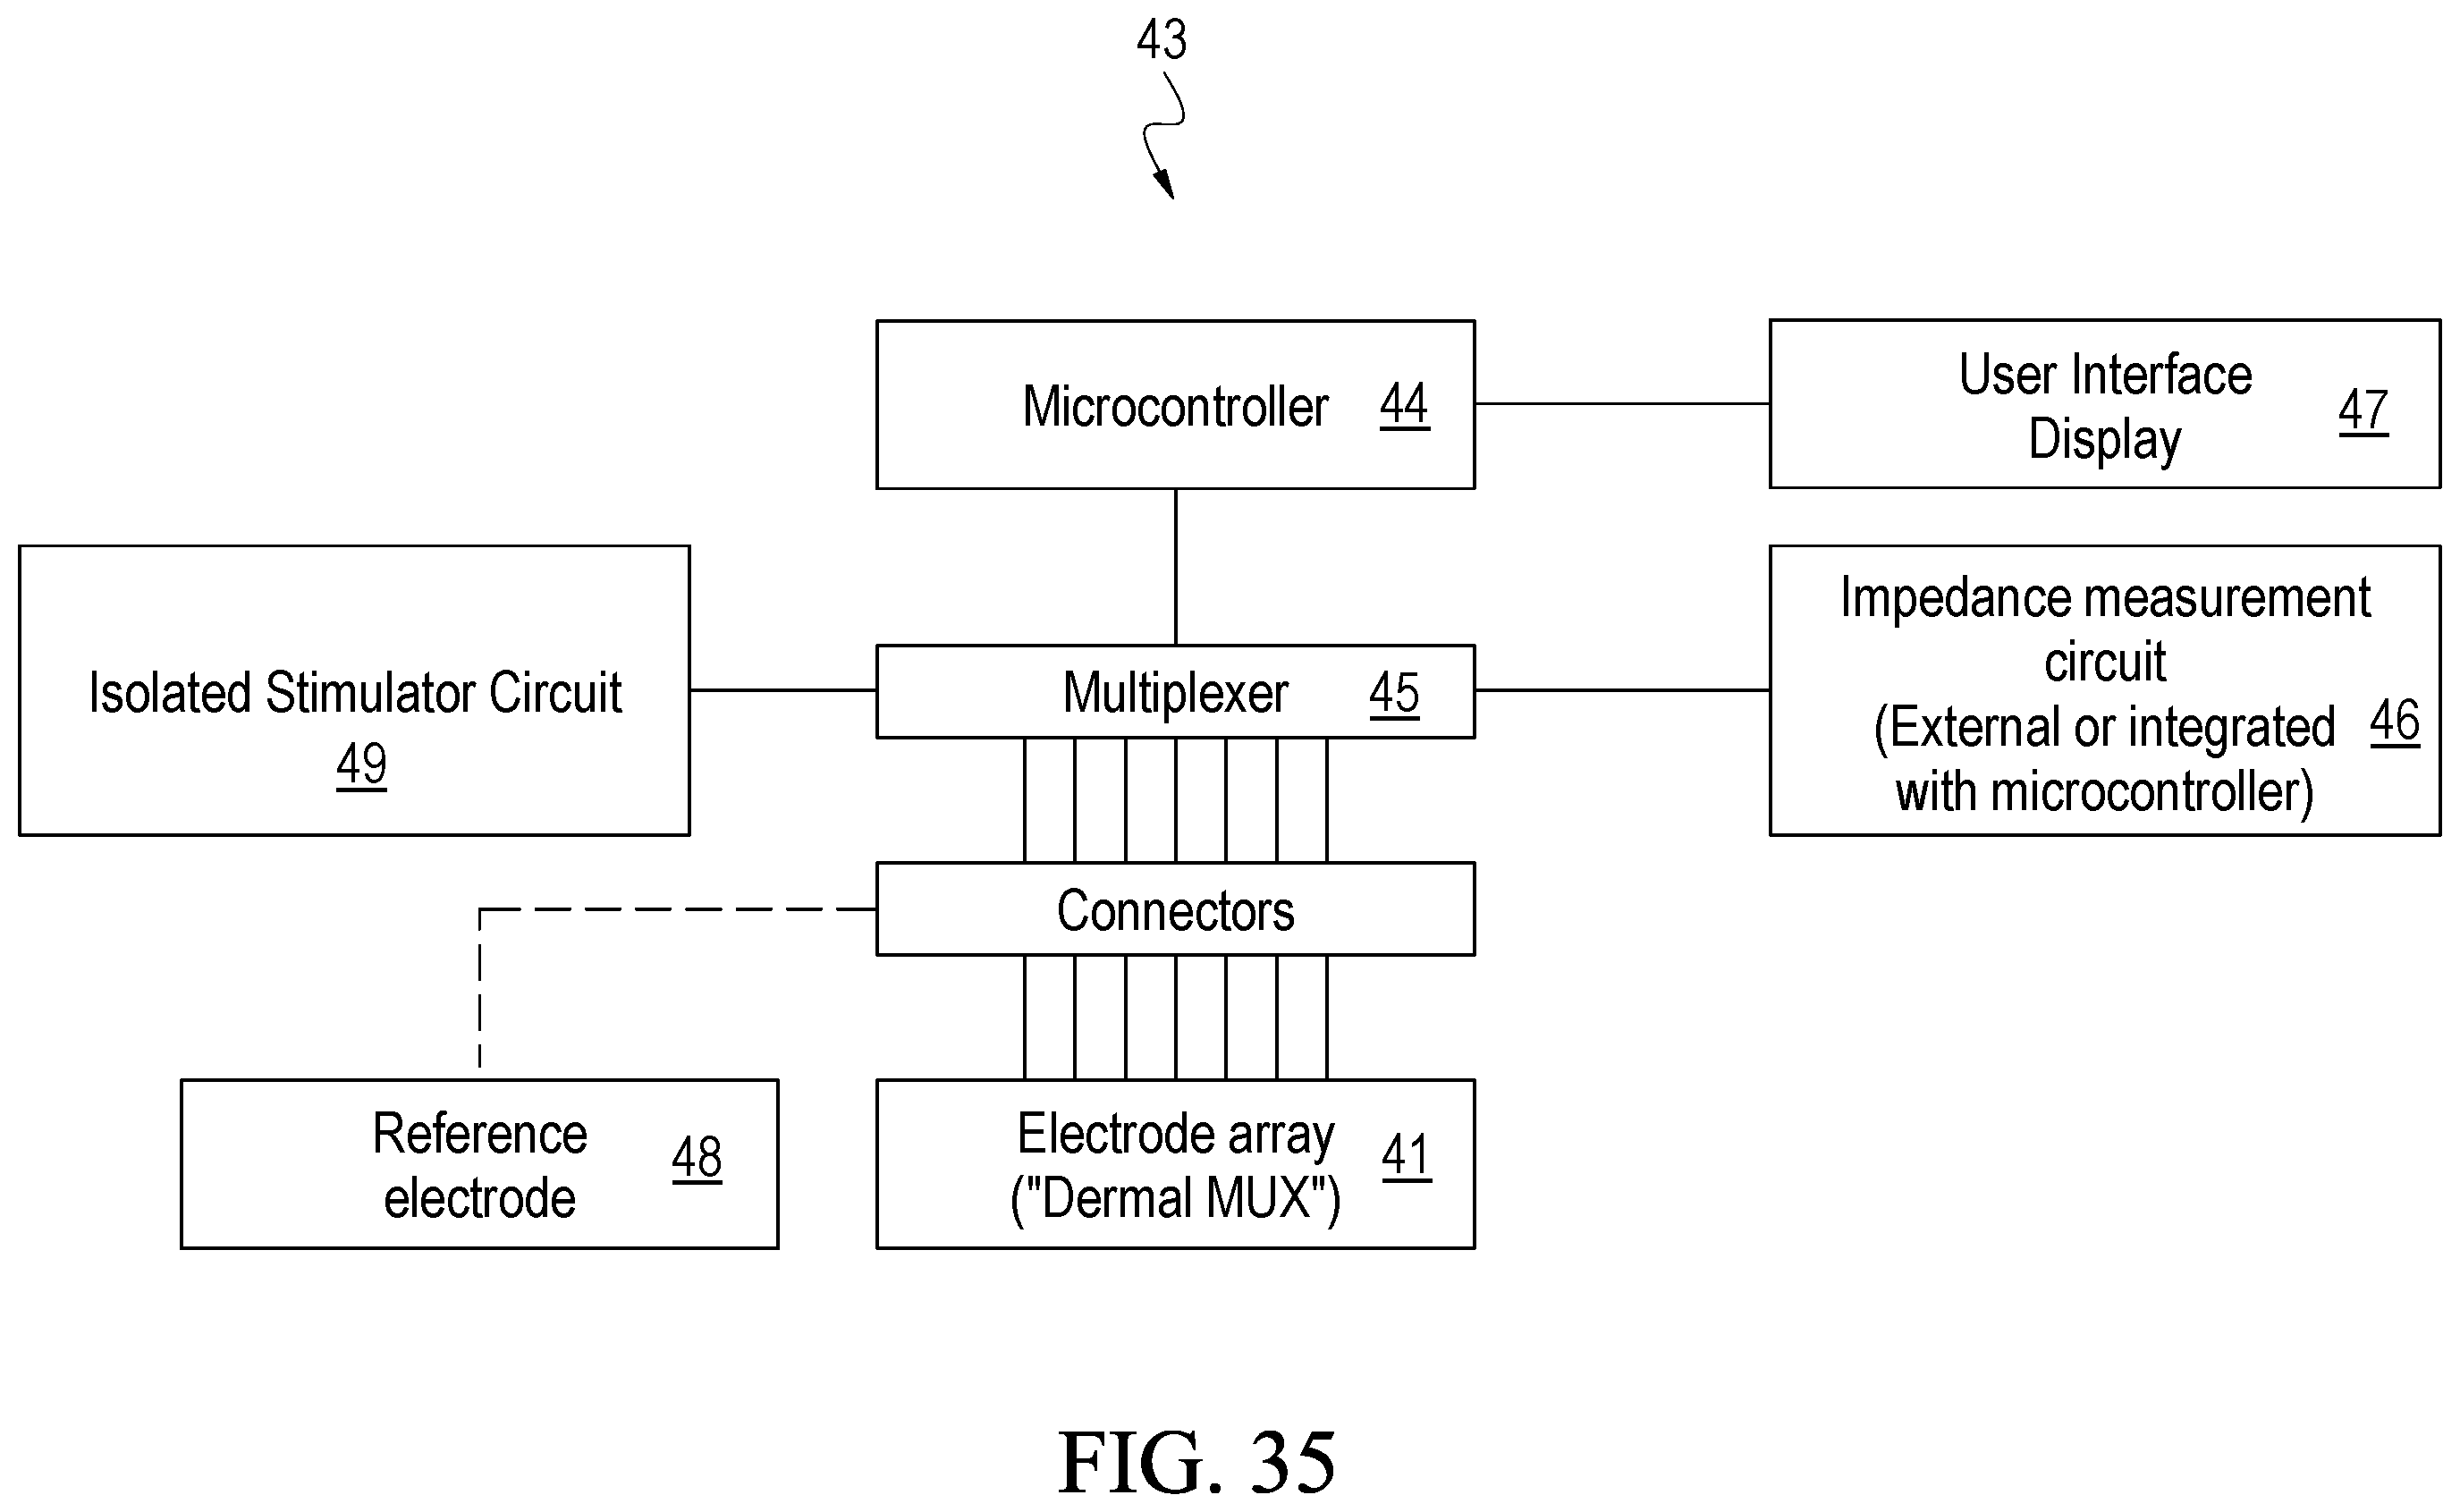 43
Microcontroller 44
User Interface
Display
47
Isolated Stimulator Circuit
49
Multiplexer 45
Impedance measurement
circuit
(External or integrated
with microcontroller)
46
Connectors
Reference
electrode
48
Electrode array
("Dermal MUX")
41
FIG. 35